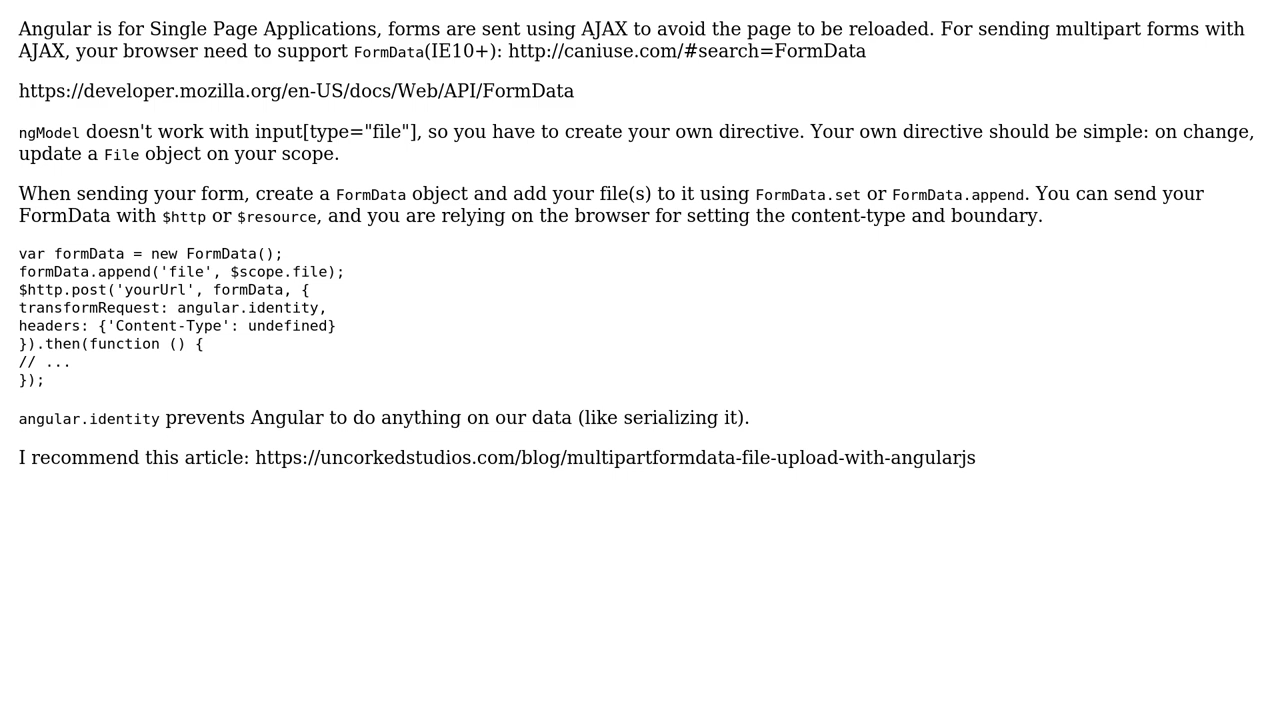 Angular is for Single Page Applications, forms are sent using AJAX to avoid the page to be reloaded. For sending multipart forms with
AJAX, your browser need to support FormData(IE10+): http://caniuse.com/#search=FormData
https://developer.mozilla.org/en-US/docs/Web/API/FormData
ngModel doesn't work with input[type="file"], so you have to create your own directive. Your own directive should be simple: on change,
update a File object on your scope.
When sending your form, create a FormData object and add your file(s) to it using FormData.set or FormData.append. You can send your
FormData with $http or $resource, and you are relying on the browser for setting the content-type and boundary.
var formData = new FormData();
formData.append('file', $scope.file);
$http.post('yourUrl', formData, {
transformRequest: angular.identity,
headers: {'Content-Type': undefined}
}).then(function () {
// ...
});
angular.identity prevents Angular to do anything on our data (like serializing it).
I recommend this article: https://uncorkedstudios.com/blog/multipartformdata-file-upload-with-angularjs